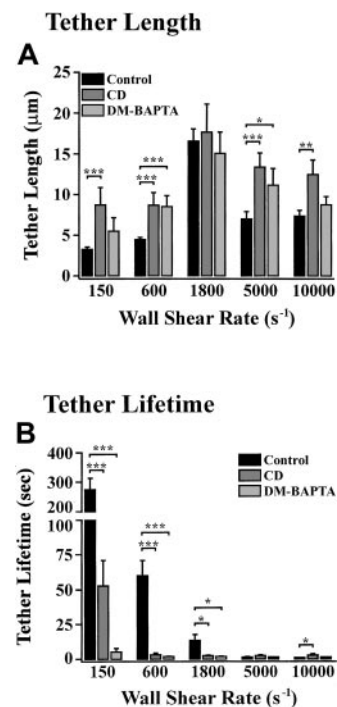 Tether Length
A
Control
CD
DM-BAPTA
Tether Length (μm)
25
20
15
10
5
0
***
***
***
***
*
**
150 600 1800 5000 10000
Wall Shear Rate (s⁻¹)
Tether Lifetime
B
Control
CD
DM-BAPTA
Tether Lifetime (sec)
400
300
200
100
75
50
25
0
***
***
***
***
*
*
*
150 600 1800 5000 10000
Wall Shear Rate (s⁻¹)